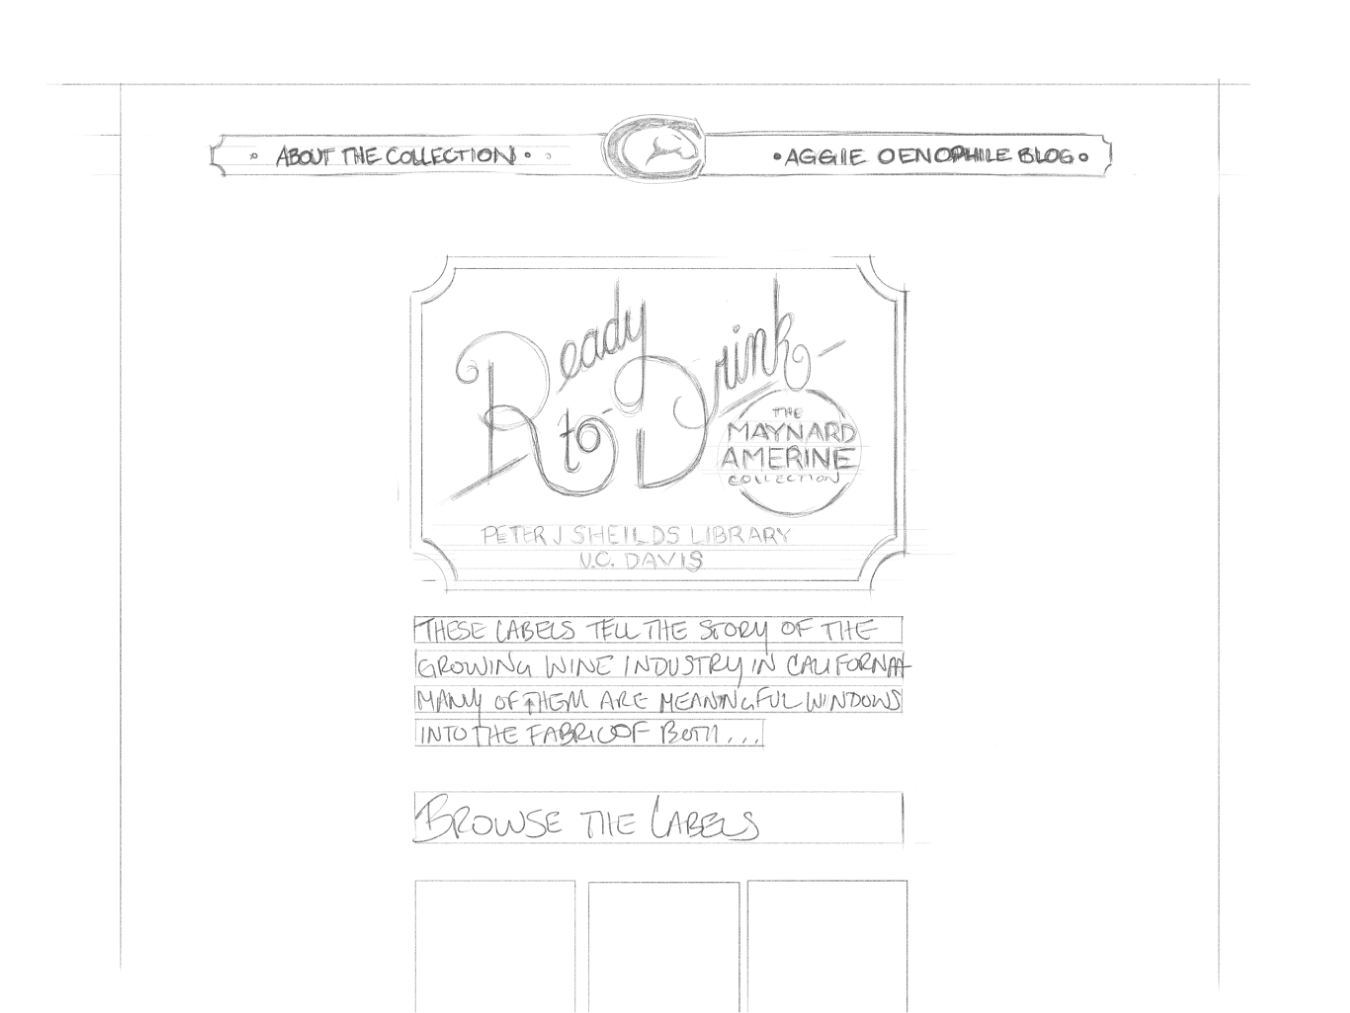 • ABOUT THE COLLECTION •
• AGGIE OENOPHILE BLOG •
Ready
to Drink
THE
MAYNARD
AMERINE
COLLECTION
PETER J SHEILDS LIBRARY
U.C. DAVIS
THESE LABELS TELL THE STORY OF THE
GROWING WINE INDUSTRY IN CALIFORNIA
MANY OF THEM ARE MEANINGFUL WINDOWS
INTO THE FABRIC OF BOTH...
BROWSE THE LABELS